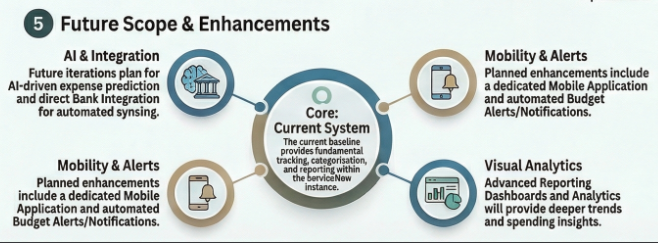 5 Future Scope & Enhancements
AI & Integration
Future iterations plan for
AI-driven expense prediction
and direct Bank Integration
for automated synsing.
Mobility & Alerts
Planned enhancements
include a dedicated Mobile
Application and automated
Budget Alerts/Notifications.
Core:
Current System
The current baseline
provides fundamental
tracking, categorisation,
and reporting within
the berviceNew
instance.
Mobility & Alerts
Planned enhancements include
a dedicated Mobile Application
and automated Budget
Alerts/Notifications.
Visual Analytics
Advanced Reporting
Dashboards and Analytics
will provide deeper trends
and spending insights.